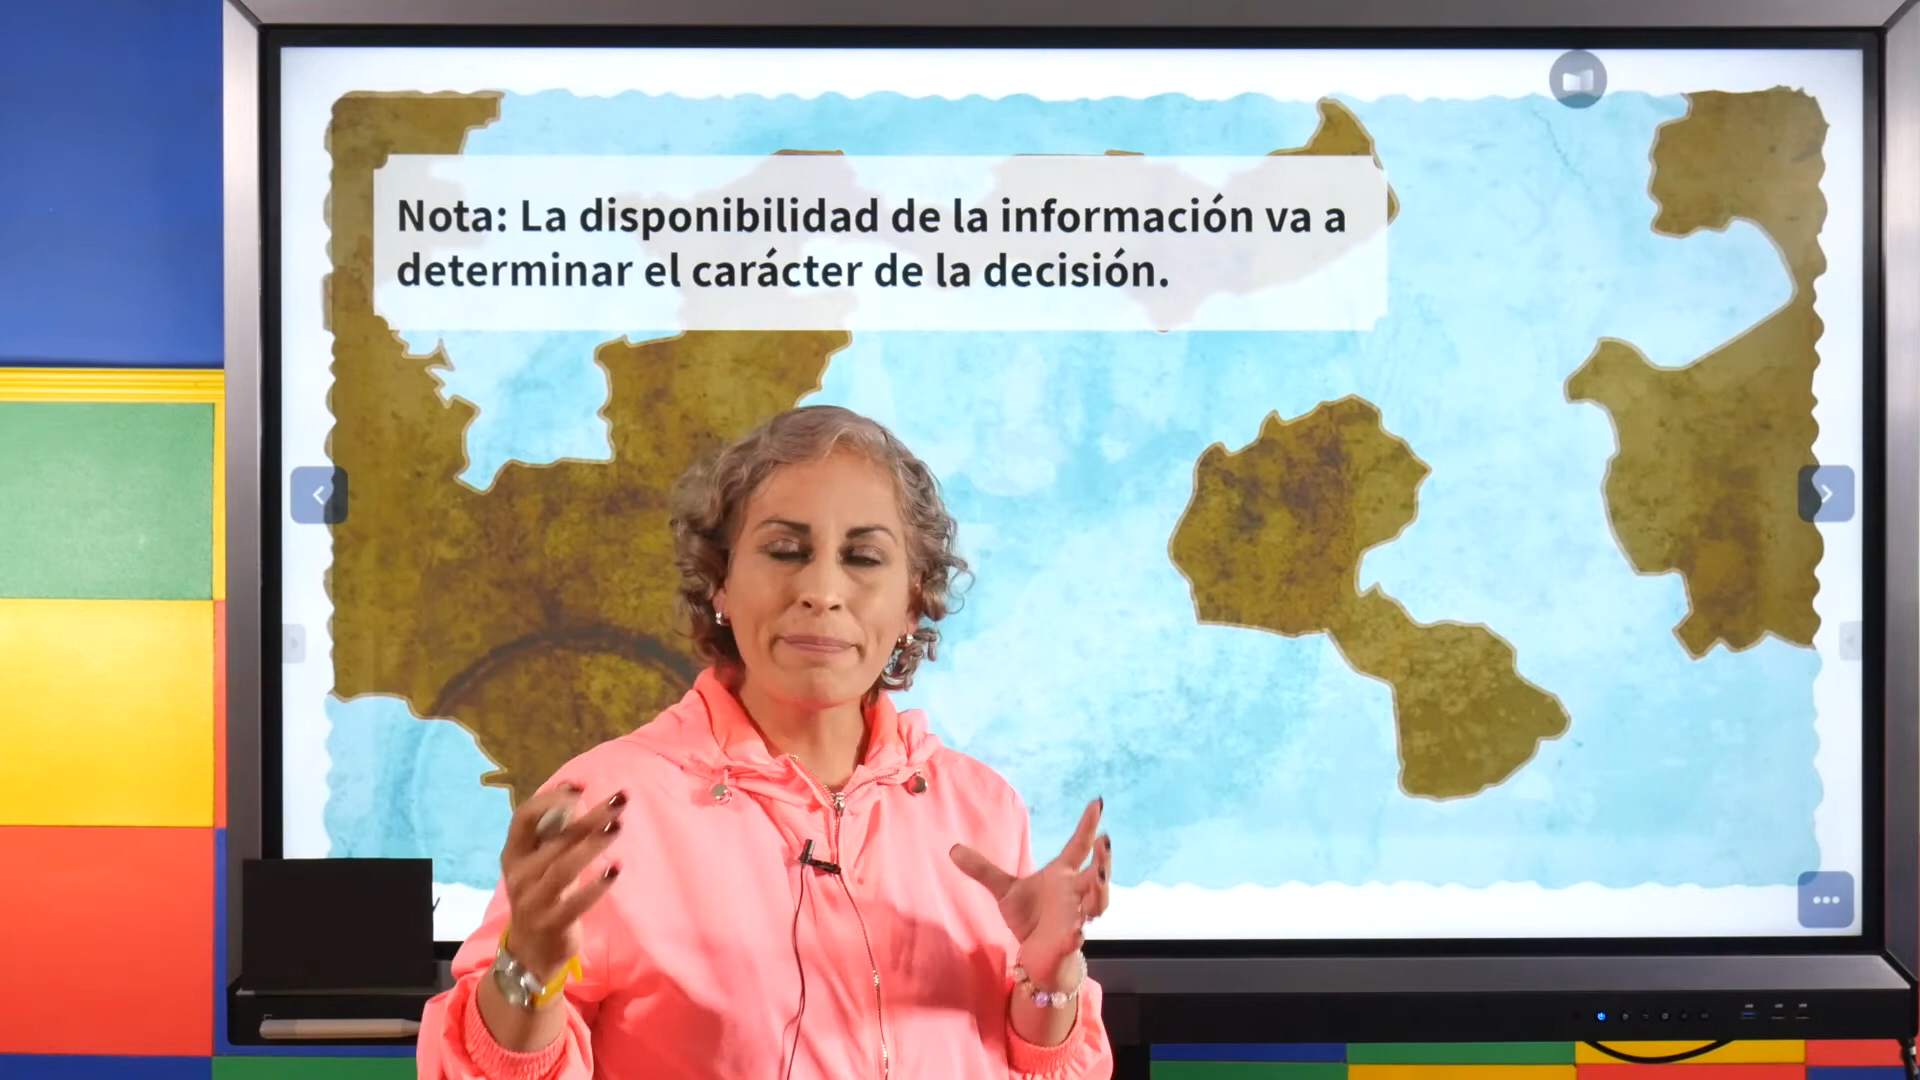 Nota: La disponibilidad de la información va a
determinar el carácter de la decisión.